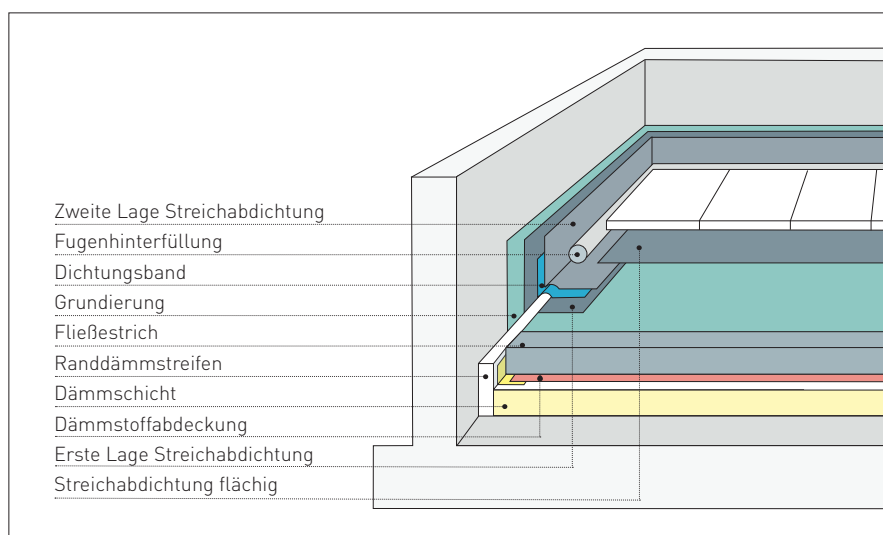 Zweite Lage Streichabdichtung
Fugenhinterfüllung
Dichtungsband
Grundierung
Fließestrich
Randdämmstreifen
Dämmschicht
Dämmstoffabdeckung
Erste Lage Streichabdichtung
Streichabdichtung flächig